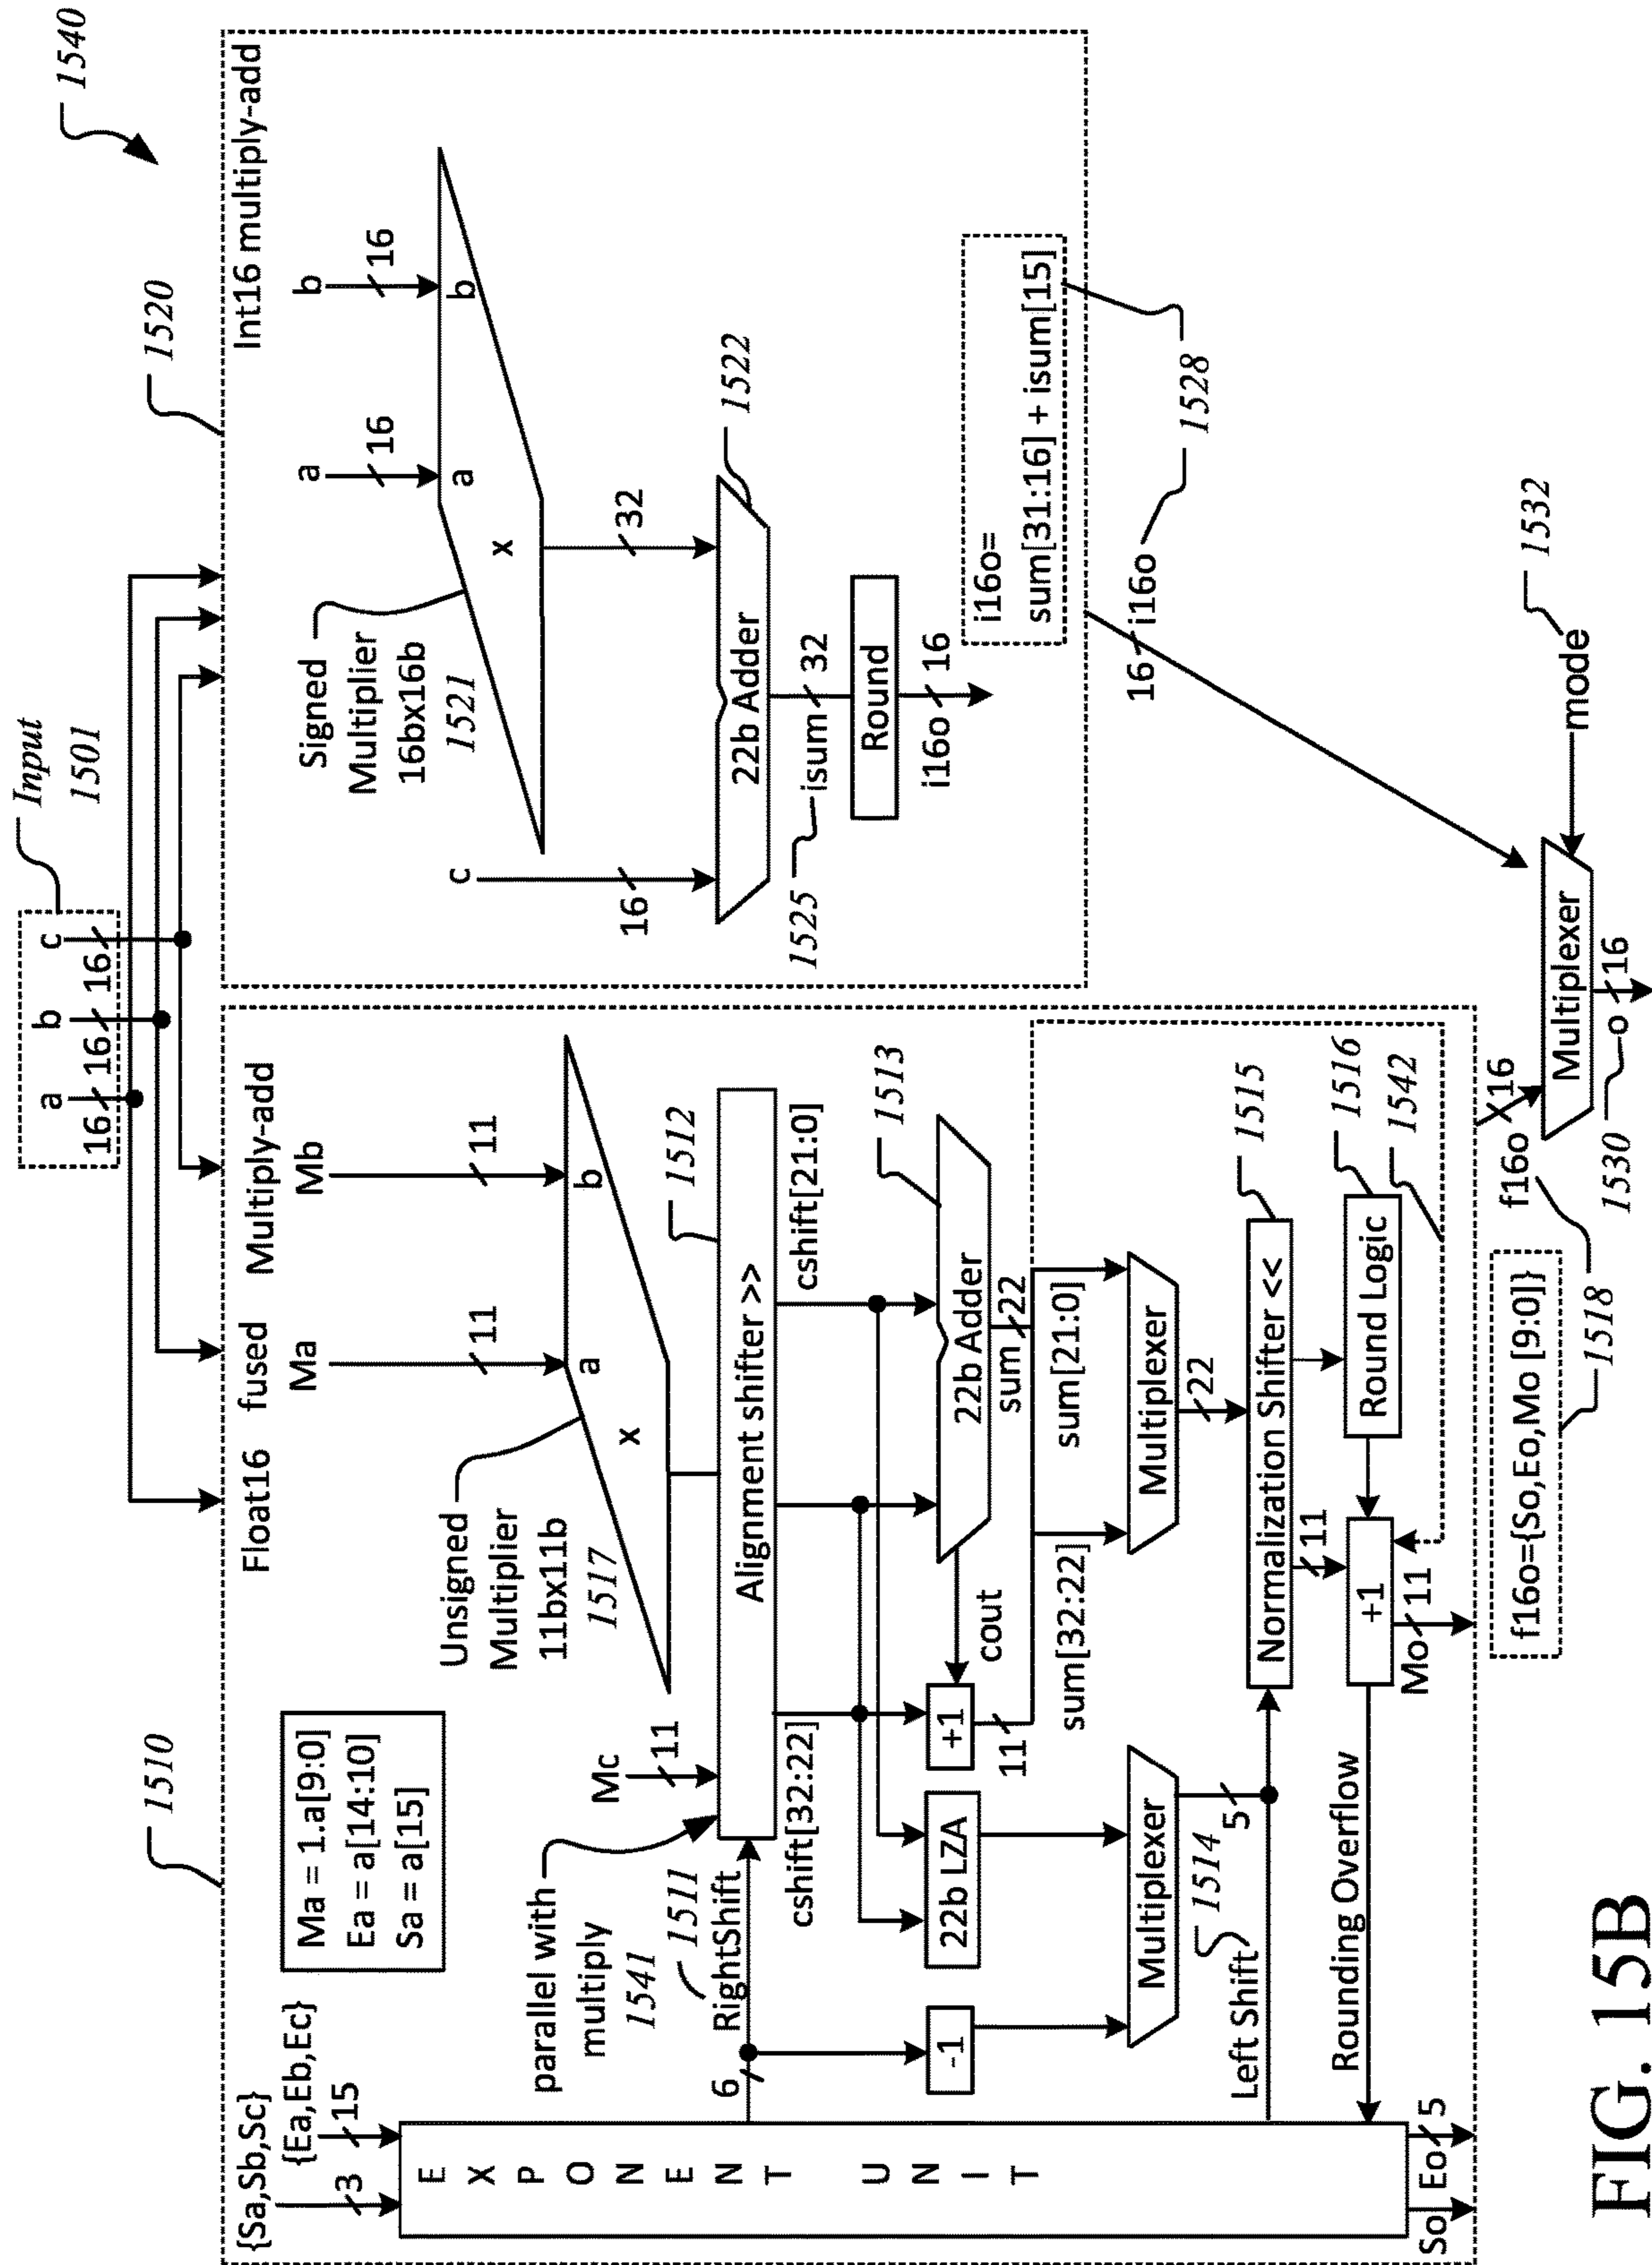 1540
Input
1501
a
b
c
16
16
16
1510
1520
Float16 fused Multiply-add
Int16 multiply-add
{Sa,Sb,Sc}
{Ea,Eb,Ec}
3
15
Ma = 1.a[9:0]
Ea = a[14:10]
Sa = a[15]
Ma
Mb
11
11
a
b
x
Unsigned
Multiplier
11bx11b
1517
Mc
11
parallel with
multiply
1541
1511
RightShift
6
Alignment shifter >>
1512
cshift[32:22]
cshift[21:0]
EXPONENT UNIT
-1
22b LZA
+1
11
cout
22b Adder
1513
sum
22
sum[32:22]
sum[21:0]
Multiplexer
Multiplexer
1514
5
22
Left Shift
Normalization Shifter <<
1515
11
Round Logic
1516
1542
Rounding Overflow
+1
Mo
11
So
Eo
5
f16o={So,Eo,Mo [9:0]}
1518
a
b
16
16
a
b
x
Signed
Multiplier
16bx16b
1521
c
16
32
22b Adder
1522
1525
isum
32
Round
i16o
16
i16o=
sum[31:16] + isum[15]
16
i16o
1528
f16o
16
Multiplexer
mode
1532
1530
o
16
FIG. 15B